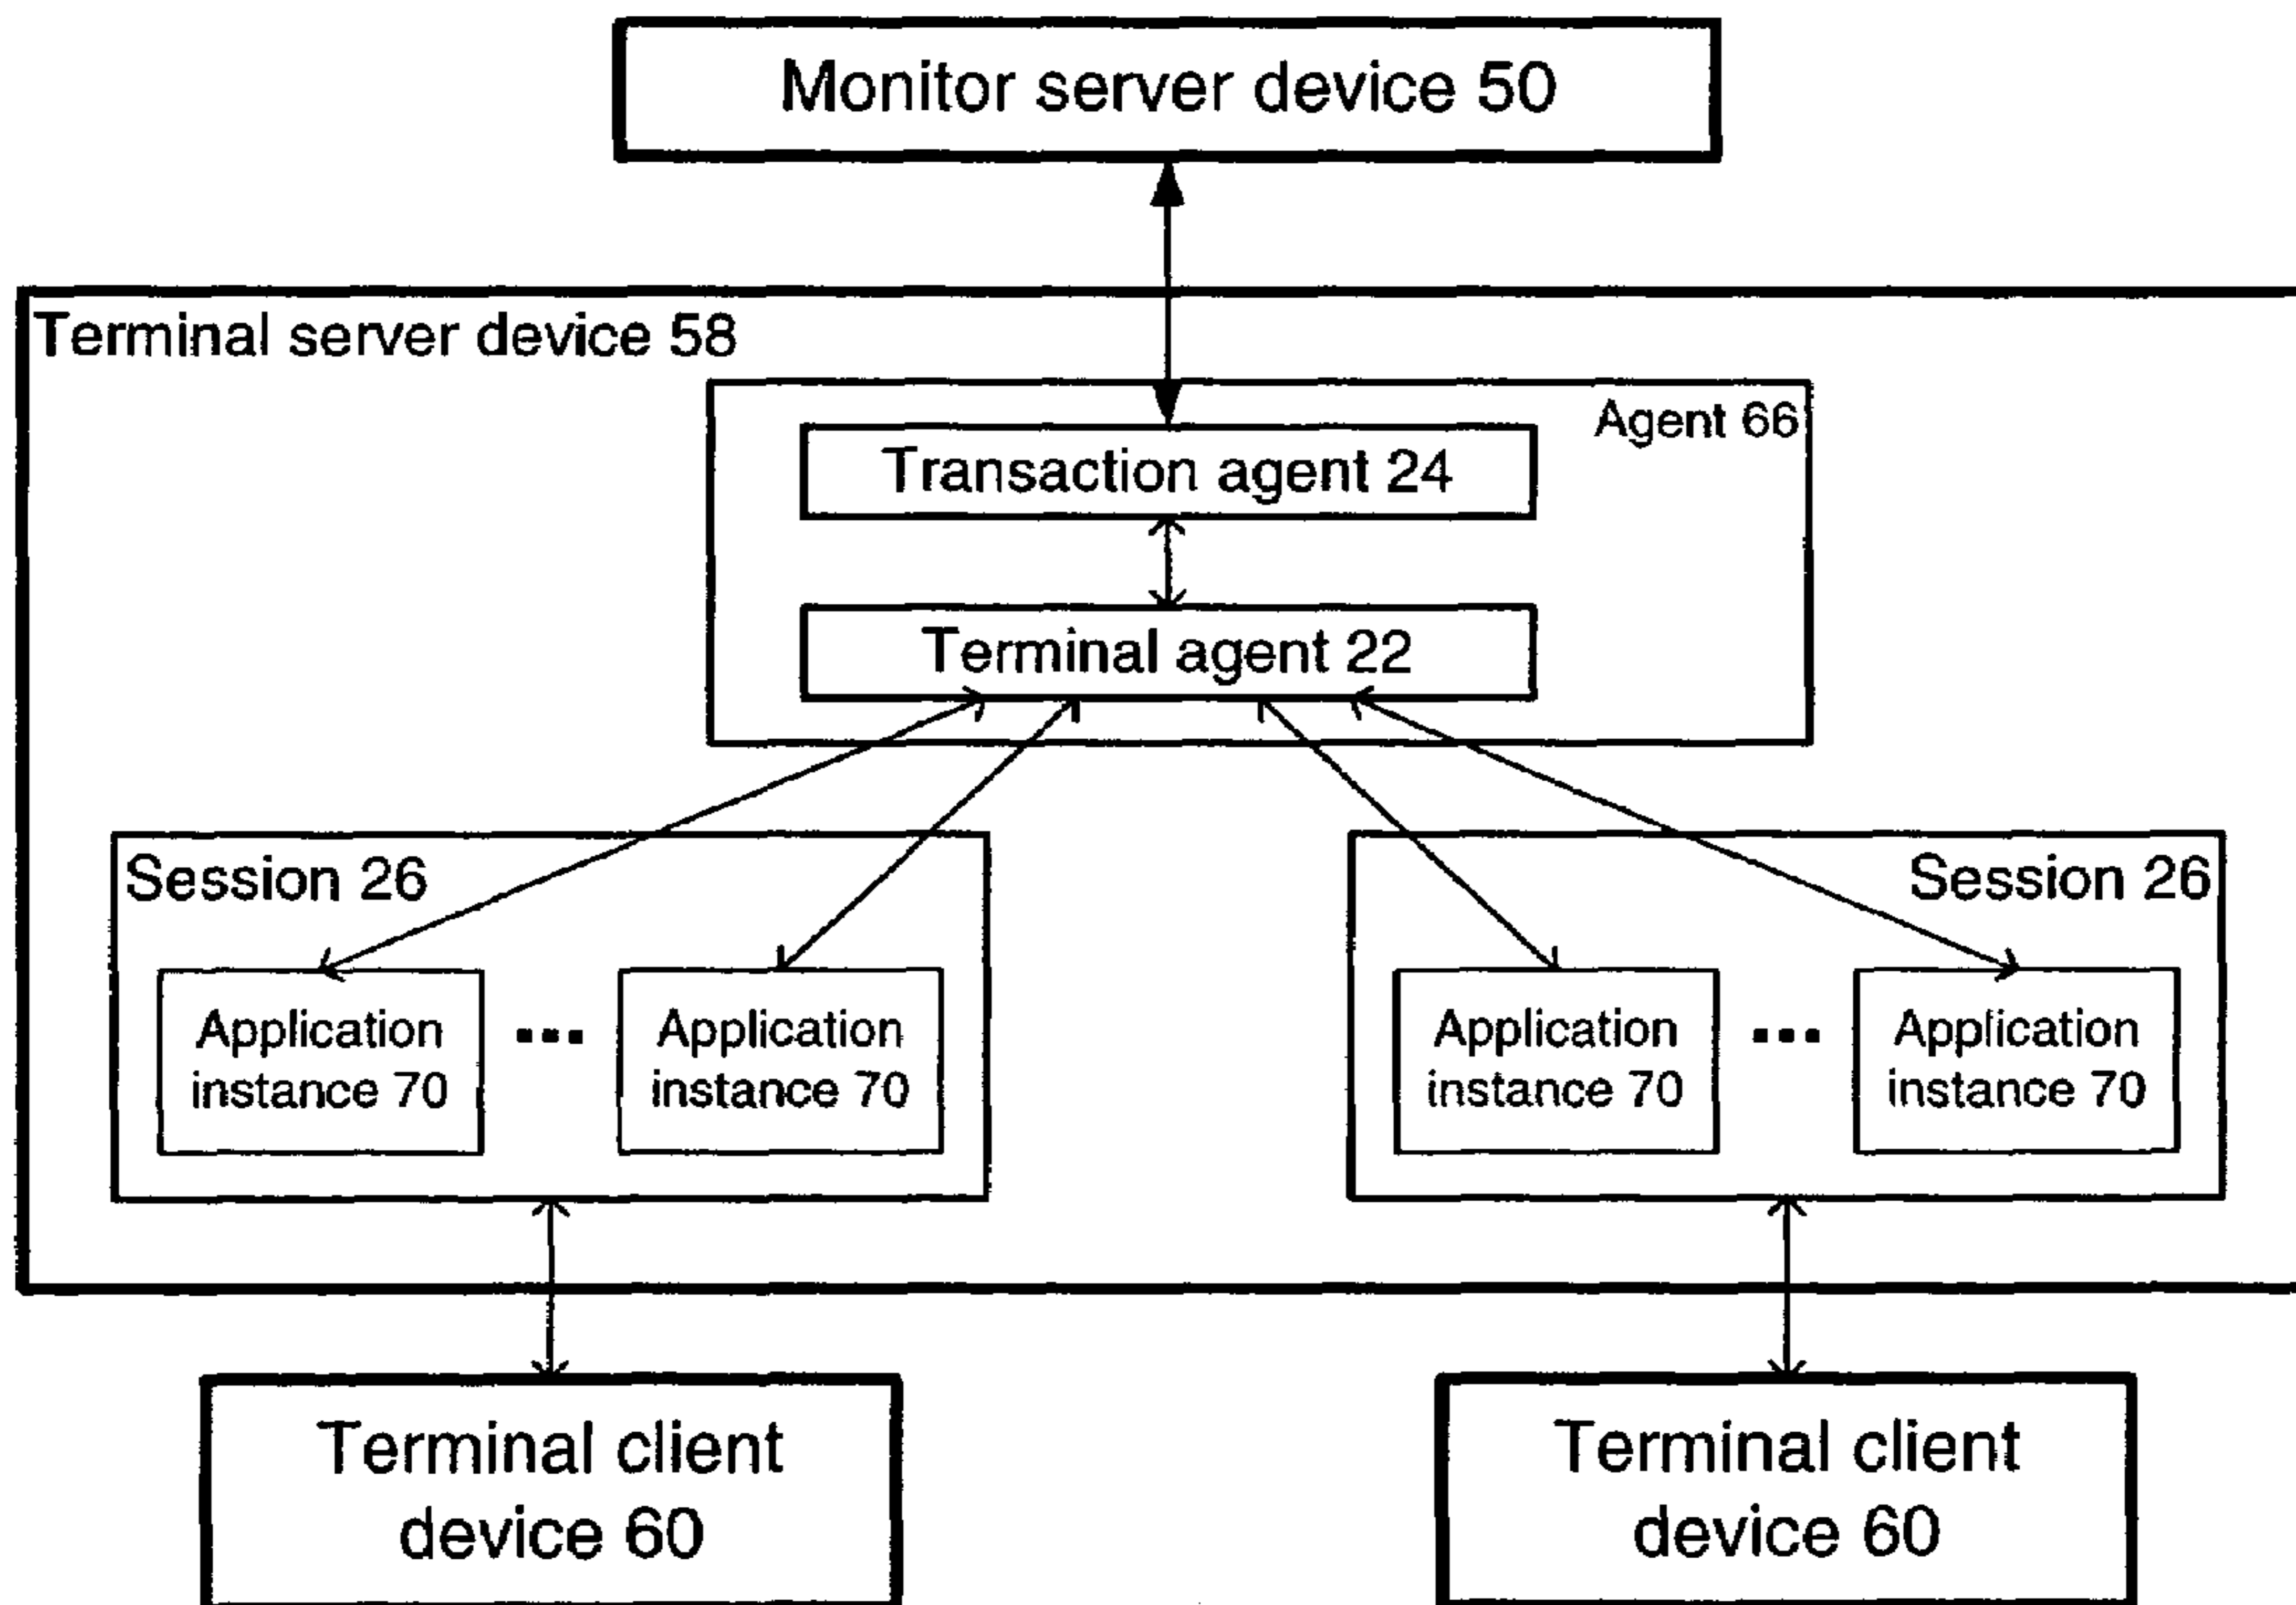 Monitor server device 50
Terminal server device 58
Agent 66
Transaction agent 24
Terminal agent 22
Session 26
Session 26
Application
instance 70
...
Application
instance 70
Application
instance 70
...
Application
instance 70
Terminal client
device 60
Terminal client
device 60